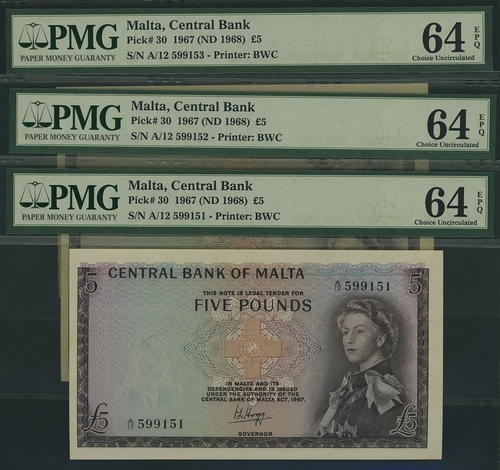 PMG
PAPER MONEY GUARANTY
Malta, Central Bank
Pick# 30 1967 (ND 1968) £5
S/N A/12 599153 - Printer: BWC
64 EPQ
Choice Uncirculated
PMG
PAPER MONEY GUARANTY
Malta, Central Bank
Pick# 30 1967 (ND 1968) £5
S/N A/12 599152 - Printer: BWC
64 EPQ
Choice Uncirculated
PMG
PAPER MONEY GUARANTY
Malta, Central Bank
Pick# 30 1967 (ND 1968) £5
S/N A/12 599151 - Printer: BWC
64 EPQ
Choice Uncirculated
5 CENTRAL BANK OF MALTA 5
THIS NOTE IS LEGAL TENDER FOR
A/12 599151
FIVE POUNDS
IN MALTA AND ITS
DEPENDENCIES AND IS ISSUED
UNDER THE AUTHORITY OF THE
CENTRAL BANK OF MALTA ACT, 1967.
£5 A/12 599151 £5
GOVERNOR